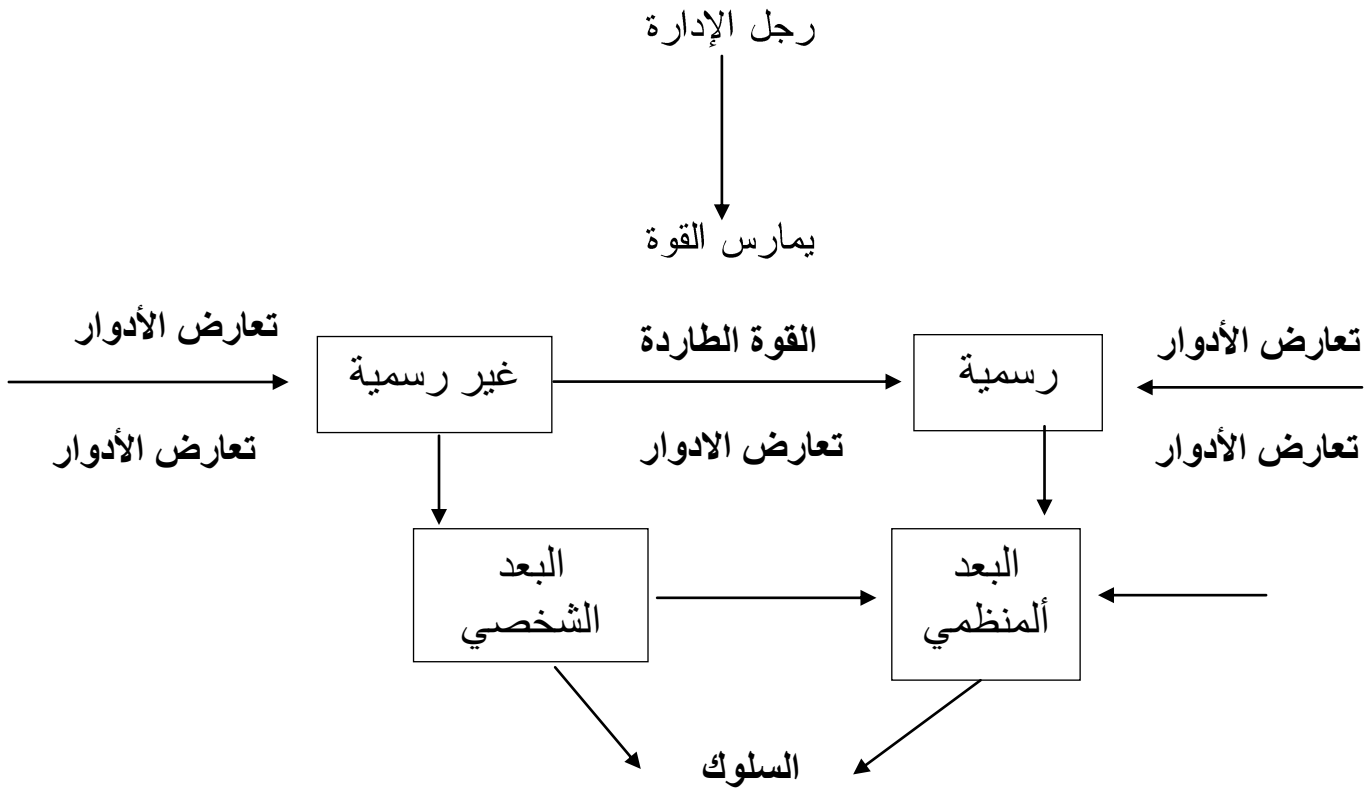 رجل الإدارة
يمارس القوة
تعارض الأدوار
القوة الطاردة
تعارض الأدوار
رسمية
غير رسمية
تعارض الأدوار
تعارض الادوار
تعارض الأدوار
البعد
ألمنظمي
البعد
الشخصي
السلوك